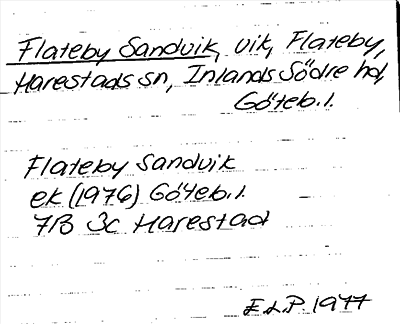 Flateby Sandvik, vik, Flateby,
Harestads sn, Inlands Södre hd,
Göteb.l.
Flateby Sandvik
ek (1976) Göteb.l.
7B 3c Harestad
E.L.P. 1977